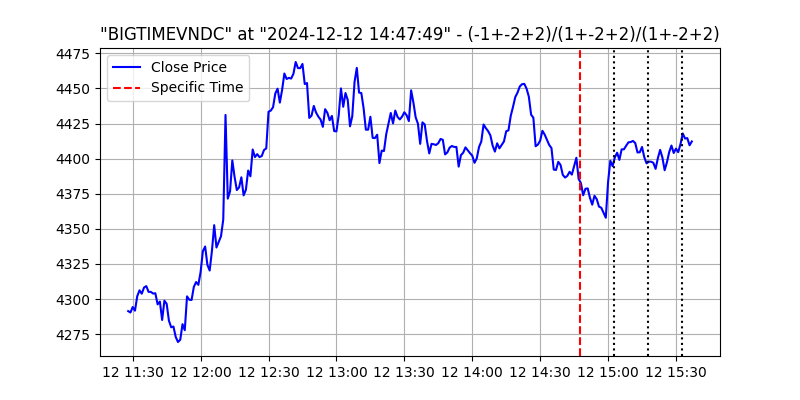 "BIGTIMEVNDC" at "2024-12-12 14:47:49" - (-1+-2+2)/(1+-2+2)/(1+-2+2)
Close Price
Specific Time
4475
4450
4425
4400
4375
4350
4325
4300
4275
12 11:30 12 12:00 12 12:30 12 13:00 12 13:30 12 14:00 12 14:30 12 15:00 12 15:30